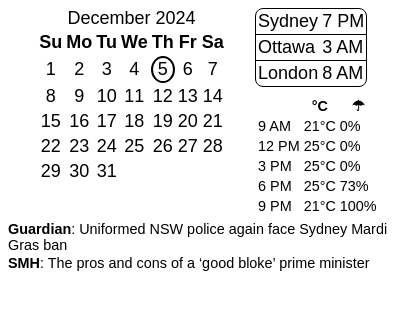 December 2024
Su Mo Tu We Th Fr Sa
1 2 3 4 5 6 7
8 9 10 11 12 13 14
15 16 17 18 19 20 21
22 23 24 25 26 27 28
29 30 31
Sydney 7 PM
Ottawa 3 AM
London 8 AM
°C ☂
9 AM 21°C 0%
12 PM 25°C 0%
3 PM 25°C 0%
6 PM 25°C 73%
9 PM 21°C 100%
Guardian: Uniformed NSW police again face Sydney Mardi
Gras ban
SMH: The pros and cons of a ‘good bloke’ prime minister